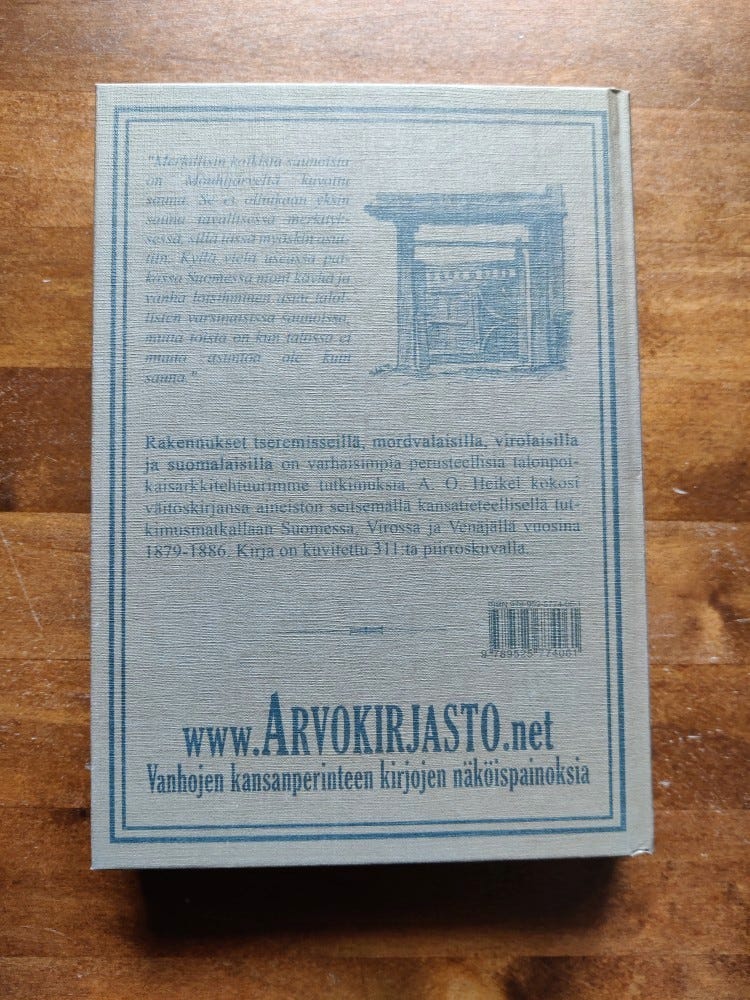 "Merkillisin kaikista saunoista
on Mouhijärveltä kuvattu
sauna. Se ei ollutkaan yksin
sauna tavallisessa merkityk-
sessä, sillä tässä myöskin asut-
tiin. Kyllä vielä useassa pai-
kassa Suomessa moni köyhä ja
vanha loisihminen asuu talol-
listen varsinaisissa saunoissa,
mutta toista on kun talossa ei
muuta asuntoa ole kuin
sauna."
Rakennukset tseremisseillä, mordvalaisilla, virolaisilla
ja suomalaisilla on varhaisimpia perusteellisia talonpoi-
kaisarkkitehtuurimme tutkimuksia. A. O. Heikel kokosi
väitöskirjansa aineiston seitsemällä kansatieteellisellä tut-
kimusmatkallaan Suomessa, Virossa ja Venäjällä vuosina
1879-1886. Kirja on kuvitettu 311:ta piirroskuvalla.
www.ARVOKIRJASTO.net
Vanhojen kansanperinteen kirjojen näköispainoksia